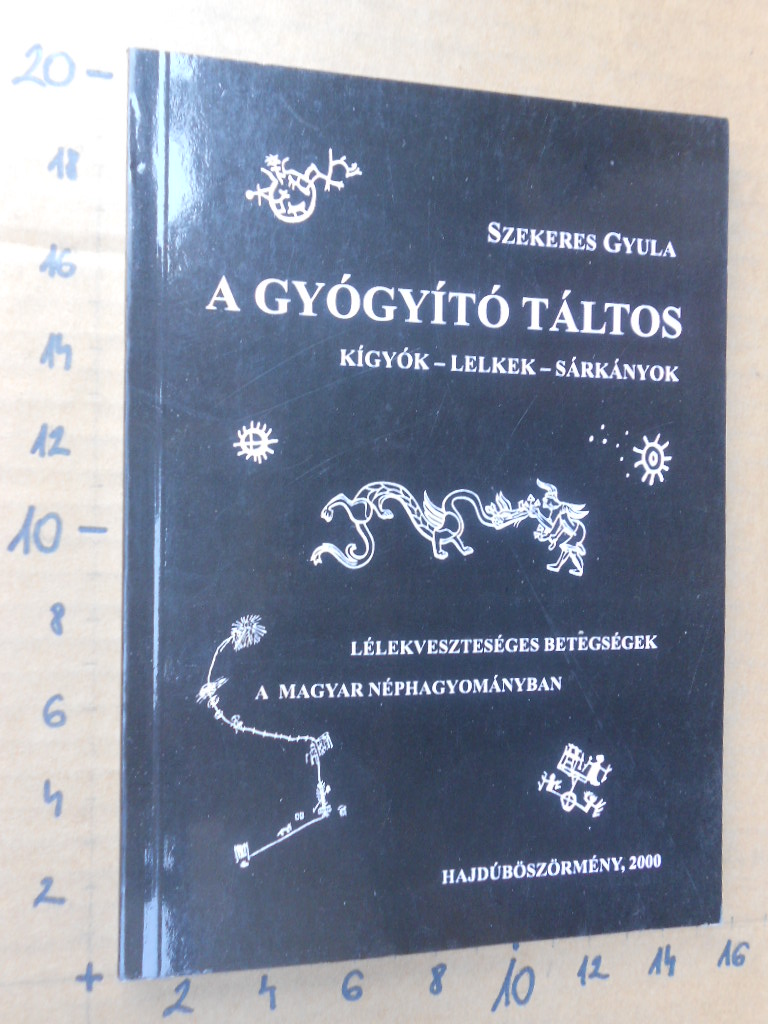 20 –
18
16
14
12
10 –
8
6
4
2
+
2 4 6 8 10 12 14 16
SZEKERES GYULA
A GYÓGYÍTÓ TÁLTOS
KÍGYÓK – LELKEK – SÁRKÁNYOK
LÉLEKVESZTESÉGES BETEGSÉGEK
A MAGYAR NÉPHAGYOMÁNYBAN
HAJDÚBÖSZÖRMÉNY, 2000